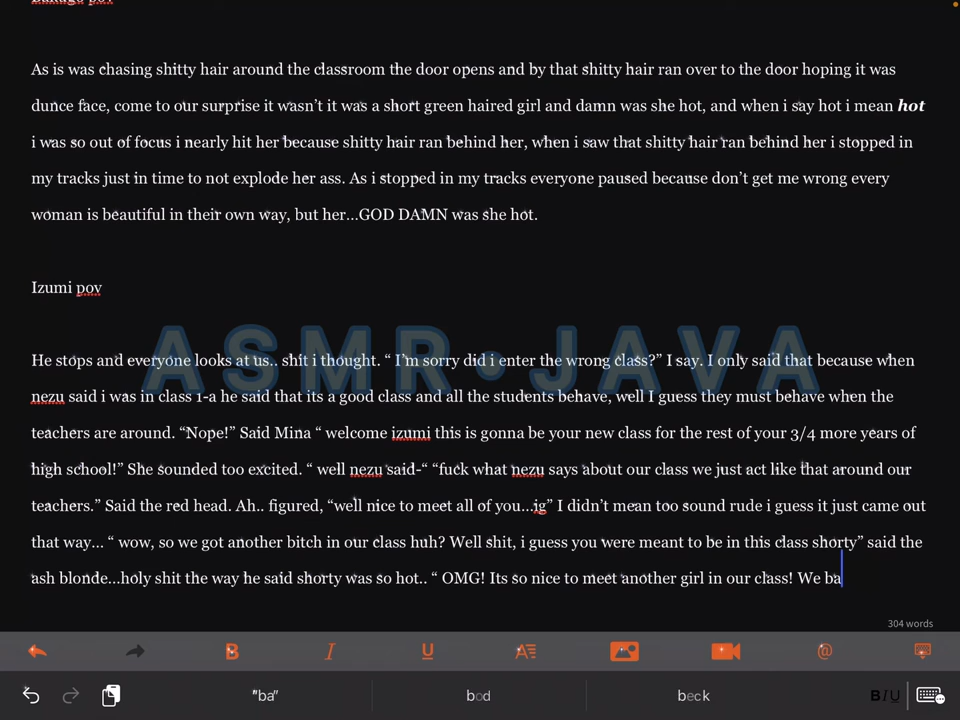 As is was chasing shitty hair around the classroom the door opens and by that shitty hair ran over to the door hoping it was
dunce face, come to our surprise it wasn’t it was a short green haired girl and damn was she hot, and when i say hot i mean hot
i was so out of focus i nearly hit her because shitty hair ran behind her, when i saw that shitty hair ran behind her i stopped in
my tracks just in time to not explode her ass. As i stopped in my tracks everyone paused because don’t get me wrong every
woman is beautiful in their own way, but her…GOD DAMN was she hot.
Izumi pov
ASMR•JAVA
He stops and everyone looks at us.. shit i thought. “ I’m sorry did i enter the wrong class?” I say. I only said that because when
nezu said i was in class 1-a he said that its a good class and all the students behave, well I guess they must behave when the
teachers are around. “Nope!” Said Mina “ welcome izumi this is gonna be your new class for the rest of your 3/4 more years of
high school!” She sounded too excited. “ well nezu said-“ “fuck what nezu says about our class we just act like that around our
teachers.” Said the red head. Ah.. figured, “well nice to meet all of you…ig” I didn’t mean too sound rude i guess it just came out
that way… “ wow, so we got another bitch in our class huh? Well shit, i guess you were meant to be in this class shorty” said the
ash blonde…holy shit the way he said shorty was so hot.. “ OMG! Its so nice to meet another girl in our class! We ba
304 words
B I U A @
"ba" bod beck BIU